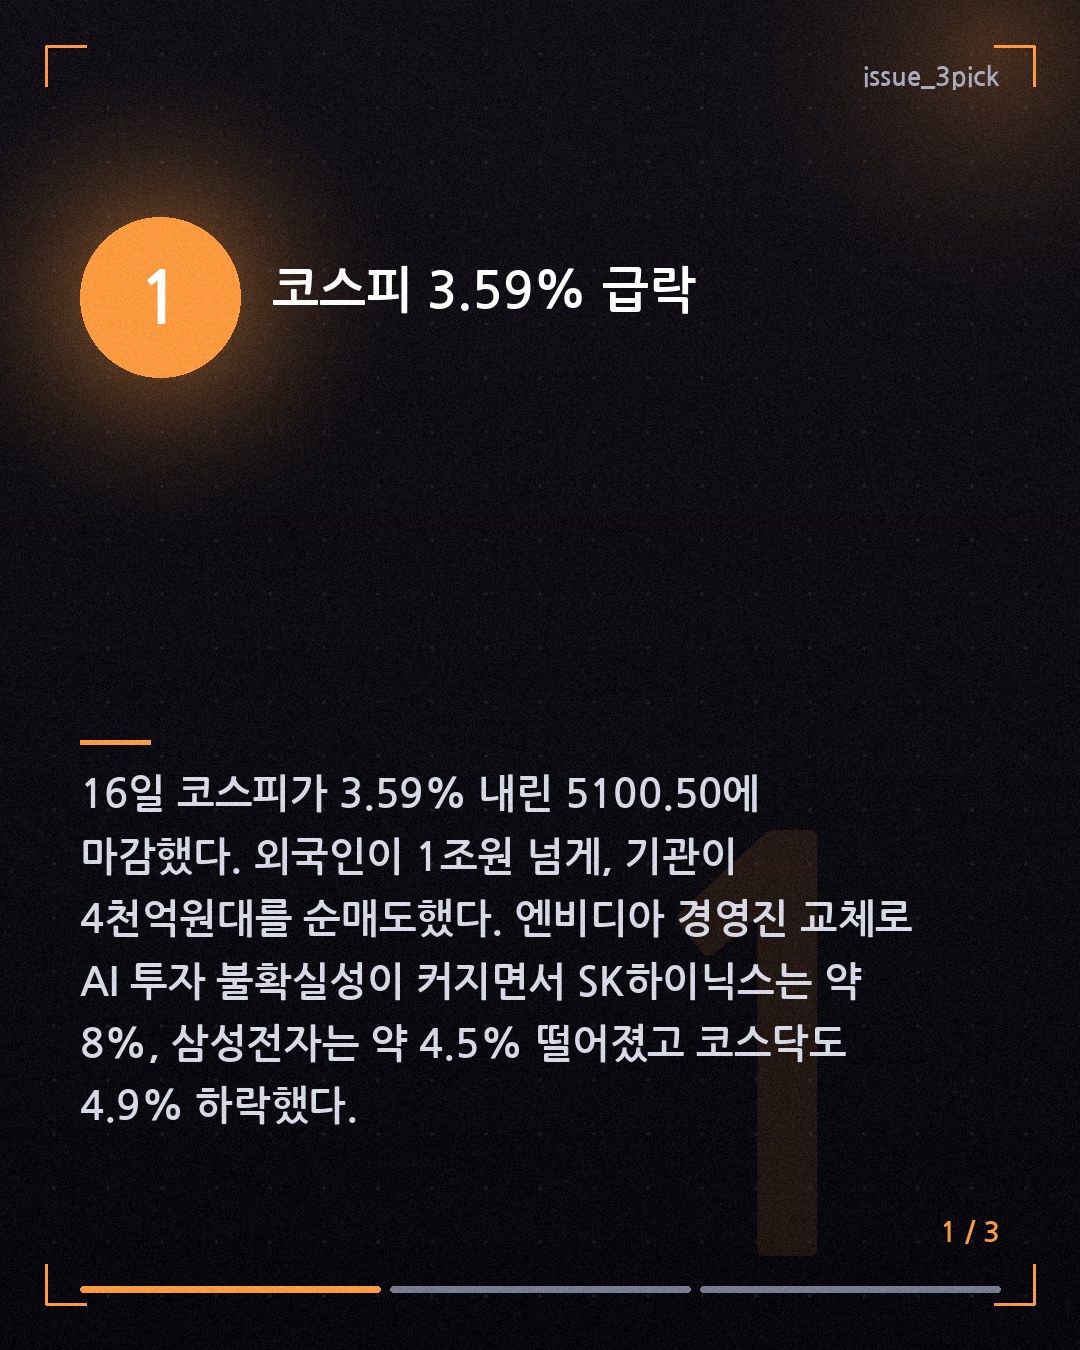 issue_3pick
1
코스피 3.59% 급락
16일 코스피가 3.59% 내린 5100.50에
마감했다. 외국인이 1조원 넘게, 기관이
4천억원대를 순매도했다. 엔비디아 경영진 교체로
AI 투자 불확실성이 커지면서 SK하이닉스는 약
8%, 삼성전자는 약 4.5% 떨어졌고 코스닥도
4.9% 하락했다.
1
1 / 3